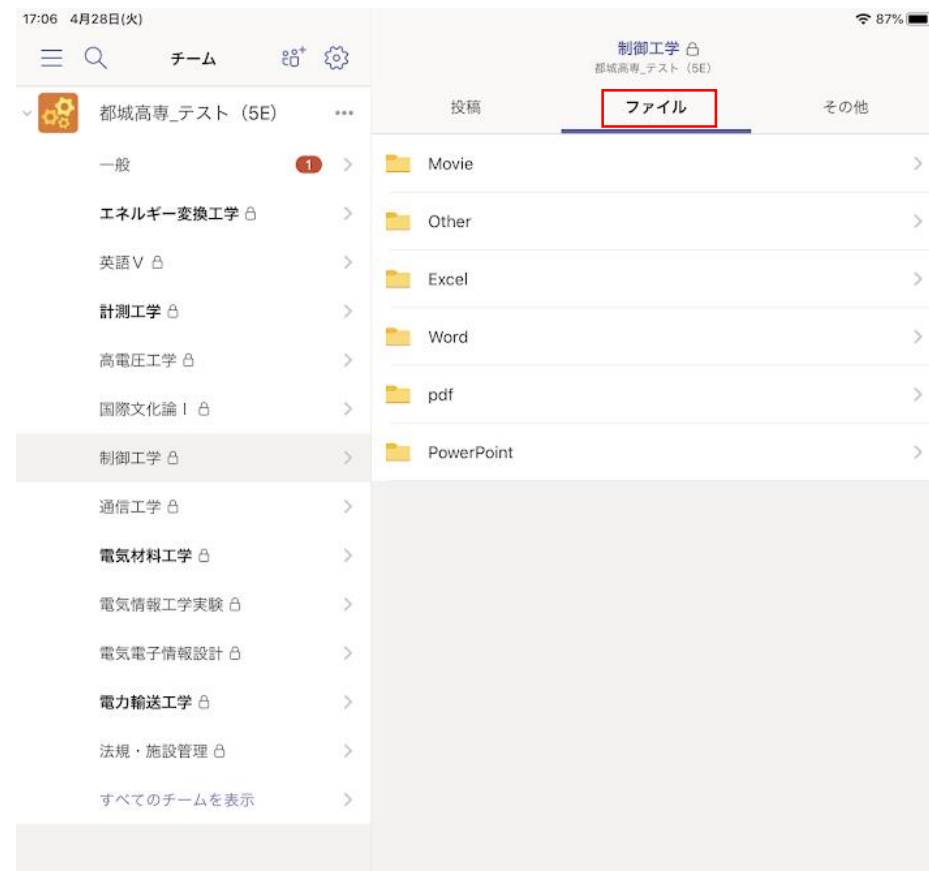 17:06 4月28日(火)
87%
チーム
制御工学
都城高専_テスト（5E）
都城高専_テスト（5E）
投稿
ファイル
その他
一般
1
エネルギー変換工学
英語Ⅴ
計測工学
高電圧工学
国際文化論Ⅰ
制御工学
通信工学
電気材料工学
電気情報工学実験
電気電子情報設計
電力輸送工学
法規・施設管理
すべてのチームを表示
Movie
Other
Excel
Word
pdf
PowerPoint